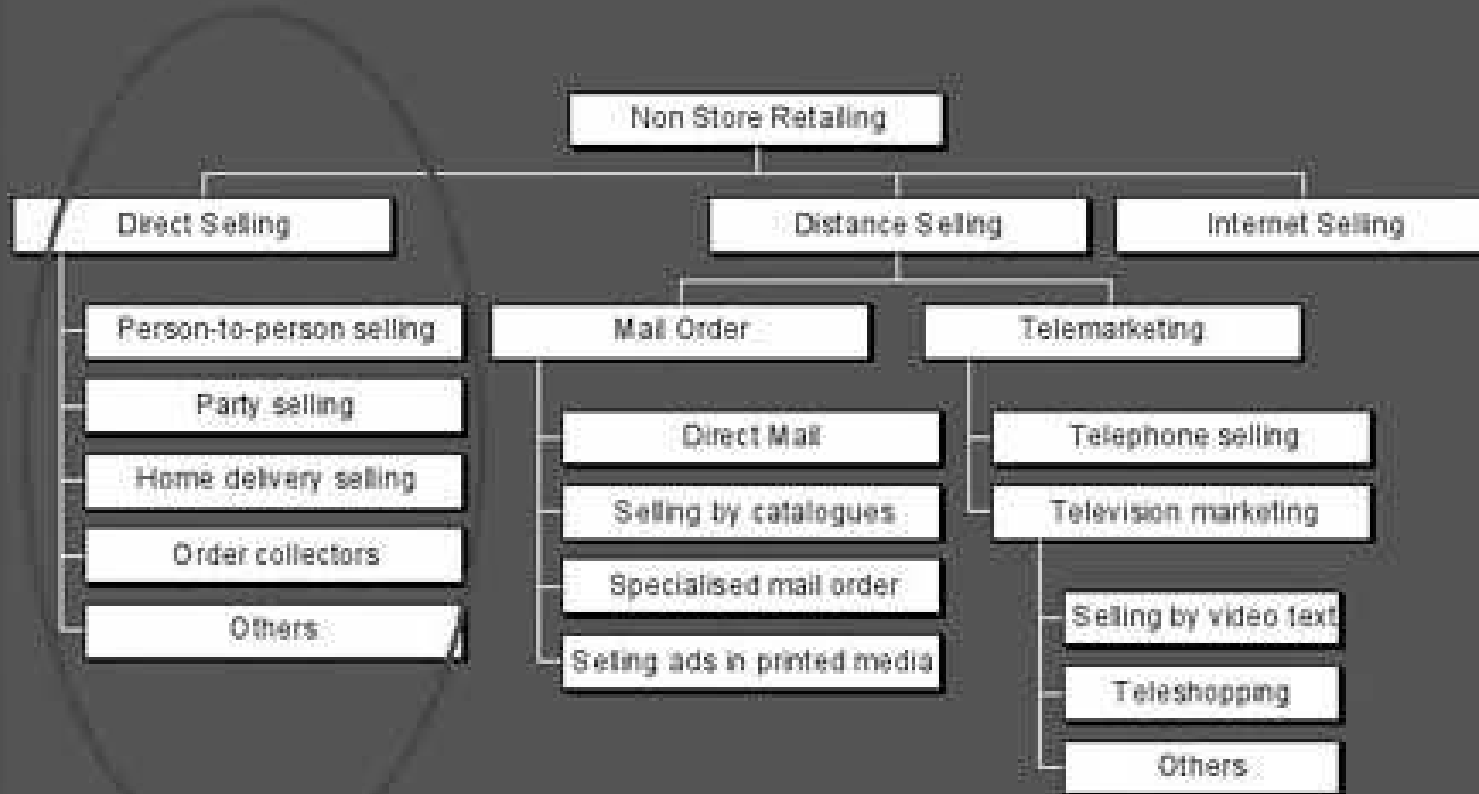 Non Store Retailing
Direct Selling
Distance Selling
Internet Selling
Person-to-person selling
Party selling
Home delivery selling
Order collectors
Others
Mail Order
Direct Mail
Selling by catalogues
Specialised mail order
Selling ads in printed media
Telemarketing
Telephone selling
Television marketing
Selling by video text
Teleshopping
Others